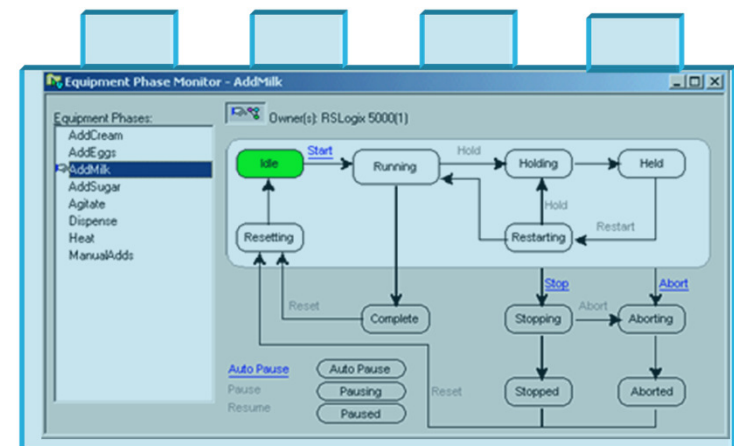 Equipment Phase Monitor - AddMilk
Equipment Phases:
Owner(s): RSLogix 5000(1)
AddCream
AddEggs
AddMilk
AddSugar
Agitate
Dispense
Heat
ManualAdds
Idle
Start
Running
Hold
Holding
Held
Hold
Resetting
Restarting
Restart
Stop
Abort
Reset
Complete
Stopping
Abort
Aborting
Auto Pause
Auto Pause
Pause
Pausing
Reset
Stopped
Aborted
Resume
Paused